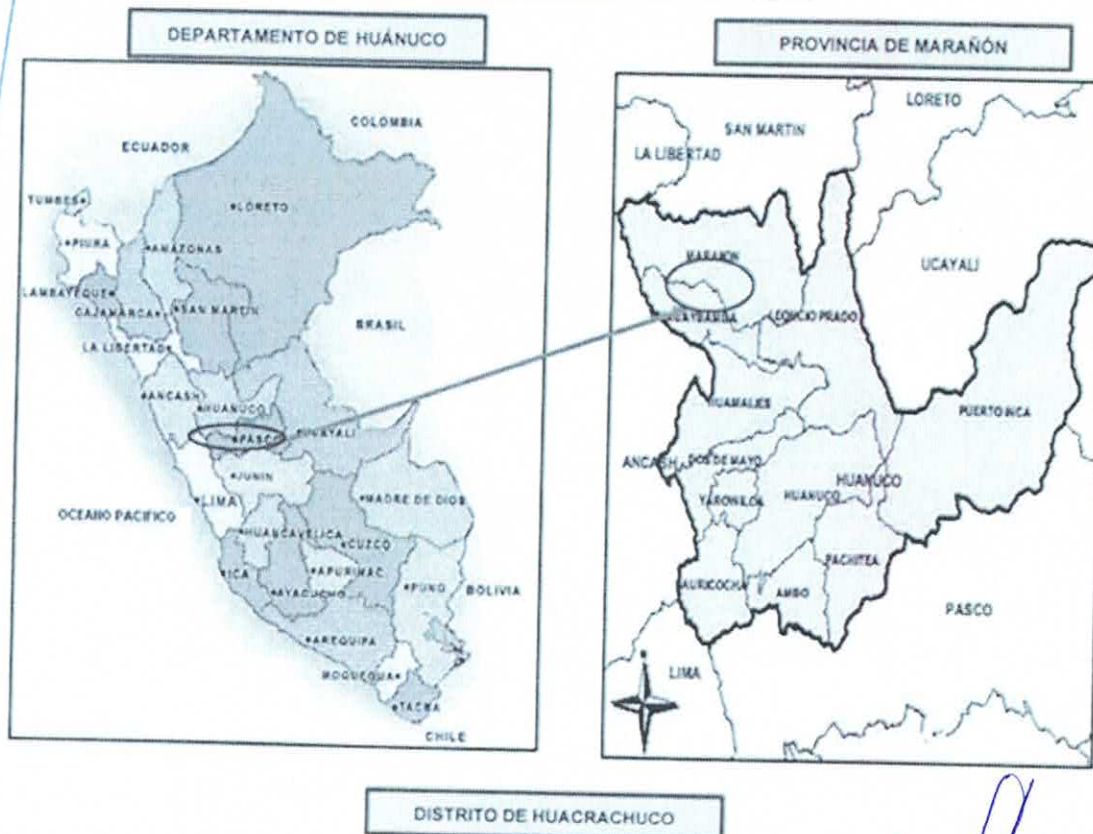 DEPARTAMENTO DE HUÁNUCO
COLOMBIA
ECUADOR
TUMBES
LORETO
PIURA
AMAZONAS
LAMBAYEQUE
CAJAMARCA
SAN MARTIN
BRASIL
LA LIBERTAD
ANCASH
HUANUCO
UCAYALI
PASCO
JUNIN
LIMA
MADRE DE DIOS
OCEANO PACIFICO
HUANCAVELICA
CUZCO
ICA
APURIMAC
PUNO
BOLIVIA
AYACUCHO
AREQUIPA
MOQUEGUA
TACNA
CHILE
PROVINCIA DE MARAÑÓN
LORETO
SAN MARTIN
LA LIBERTAD
MARAÑON
UCAYALI
LEONCIO PRADO
HUAMALIES
PUERTO INCA
ANCASH
DOS DE MAYO
HUANUCO
HUANUCO
PACHITEA
AMBO
PASCO
LIMA
DISTRITO DE HUACRACHUCO